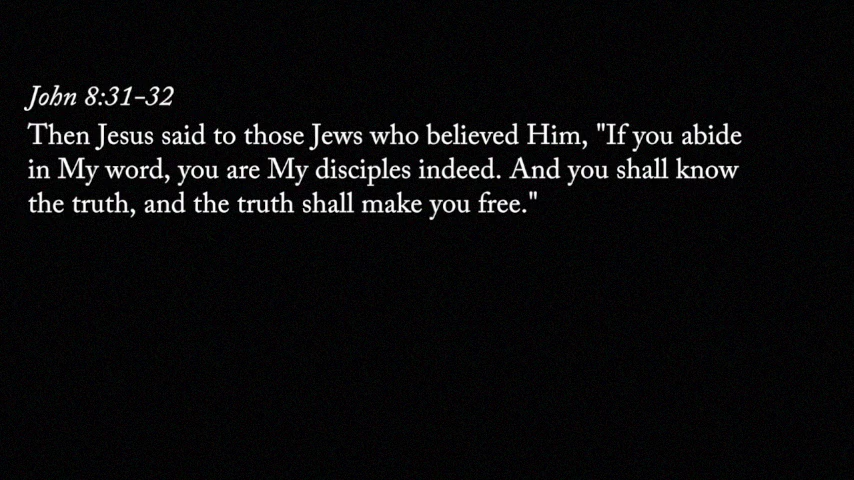 John 8:31-32
Then Jesus said to those Jews who believed Him, "If you abide
in My word, you are My disciples indeed. And you shall know
the truth, and the truth shall make you free."